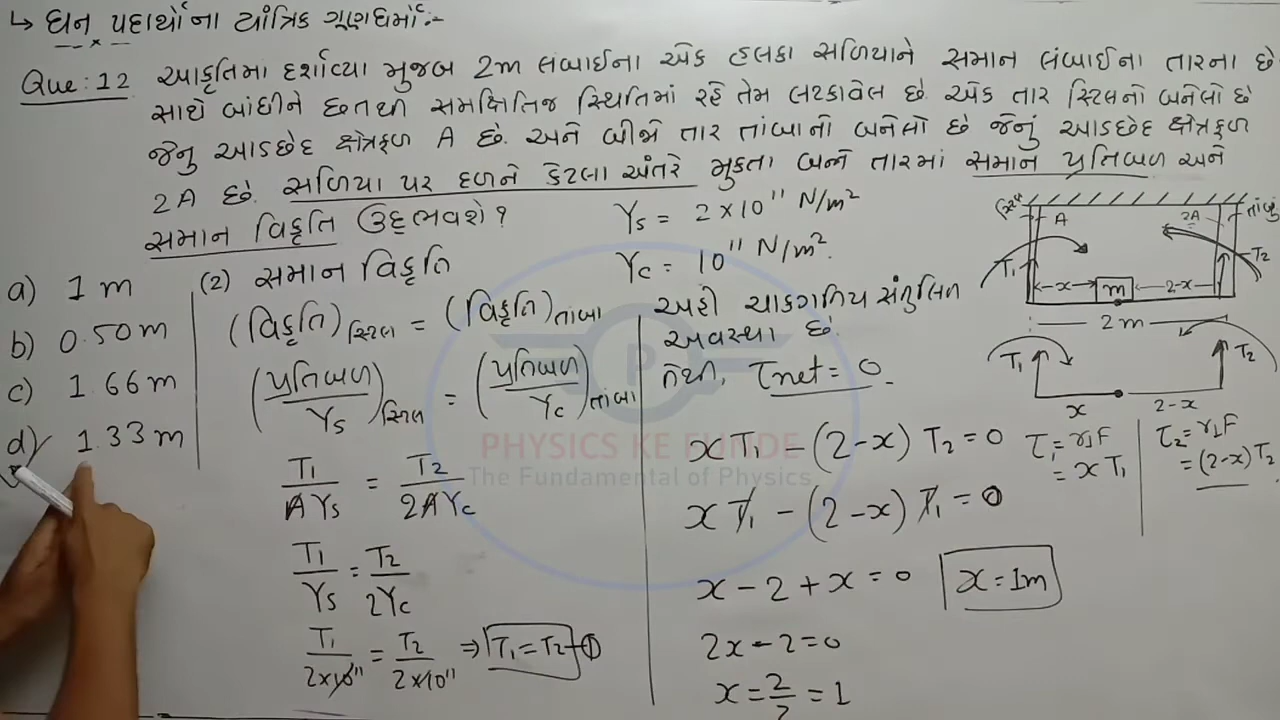 ↳ ઘન પદાર્થોના યાંત્રિક ગુણધર્મો:-
Que:12 આકૃતિમાં દર્શાવ્યા મુજબ 2m લંબાઈના એક હલકા સળિયાને સમાન લંબાઈના તારના છે
સાથે બાંધીને છતથી સમક્ષિતિજ સ્થિતિમાં રહે તેમ લટકાવેલ છે. એક તાર સ્ટિલનો બનેલો છે
જેનુ આડછેદ ક્ષેત્રફળ A છે. અને બીજો તાર તાંબાનો બનેલો છે જેનું આડછેદ ક્ષેત્રફળ
2A છે. સળિયા પર દળને કેટલા અંતરે મુકતા બન્ને તારમાં સમાન પ્રતિબળ અને
સમાન વિકૃતિ ઉદ્દભવશે?
Ys = 2×10¹¹ N/m²
Yc = 10¹¹ N/m²
a) 1 m
b) 0.50m
c) 1.66m
d) 1.33m
(2) સમાન વિકૃતિ
(વિકૃતિ)સ્ટિલ = (વિકૃતિ)તાંબા
(પ્રતિબળ/Ys)સ્ટિલ = (પ્રતિબળ/Yc)તાંબા
T₁/AYs = T₂/2AYc
T₁/Ys = T₂/2Yc
T₁/2×10¹¹ = T₂/2×10¹¹ ⇒ T₁=T₂ -①
અહી ચાકગતિય સંતુલિત
અવસ્થા છે.
તેથી, τnet = 0.
xT₁ - (2-x) T₂ = 0
xT₁ - (2-x) T₁ = 0
x - 2 + x = 0 x = 1m
2x - 2 = 0
x = 2/2 = 1
A 2A તાંબુ
T₁ x m 2-x T₂
2m
T₁ T₂
x 2-x
τ₁ = r⊥F
= xT₁
τ₂ = r⊥F
= (2-x)T₂
P
PHYSICS KE FUNDE
The Fundamental of Physics